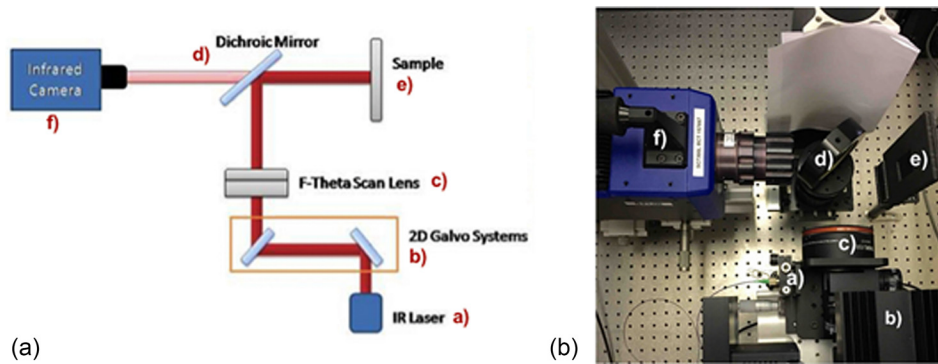 Dichroic Mirror
d)
Infrared
Camera
f)
Sample
e)
F-Theta Scan Lens
c)
2D Galvo Systems
b)
IR Laser
a)
(a)
f)
d)
e)
c)
a)
b)
(b)